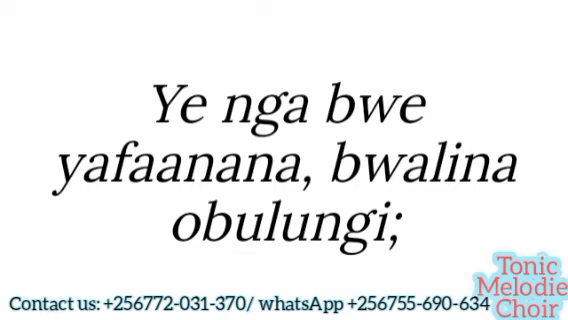 Ye nga bwe
yafaanana, bwalina
obulungi;
Tonic
Melodie
Choir
Contact us: +256772-031-370/ whatsApp +256755-690-634